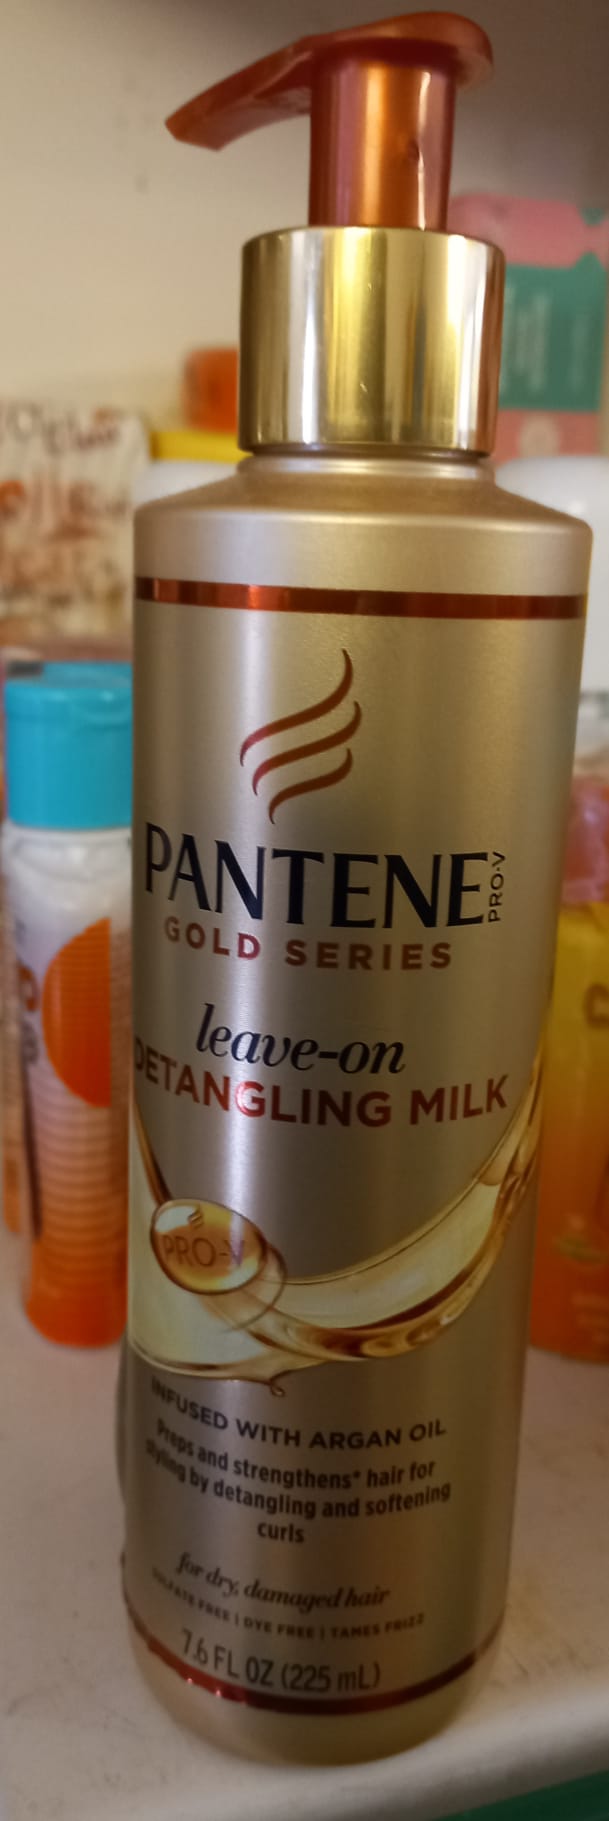 PANTENE PRO-V
GOLD SERIES
leave-on
DETANGLING MILK
PRO-V
INFUSED WITH ARGAN OIL
Preps and strengthens* hair for
styling by detangling and softening
curls
for dry, damaged hair
SULFATE FREE | DYE FREE | TAMES FRIZZ
7.6 FL OZ (225 mL)